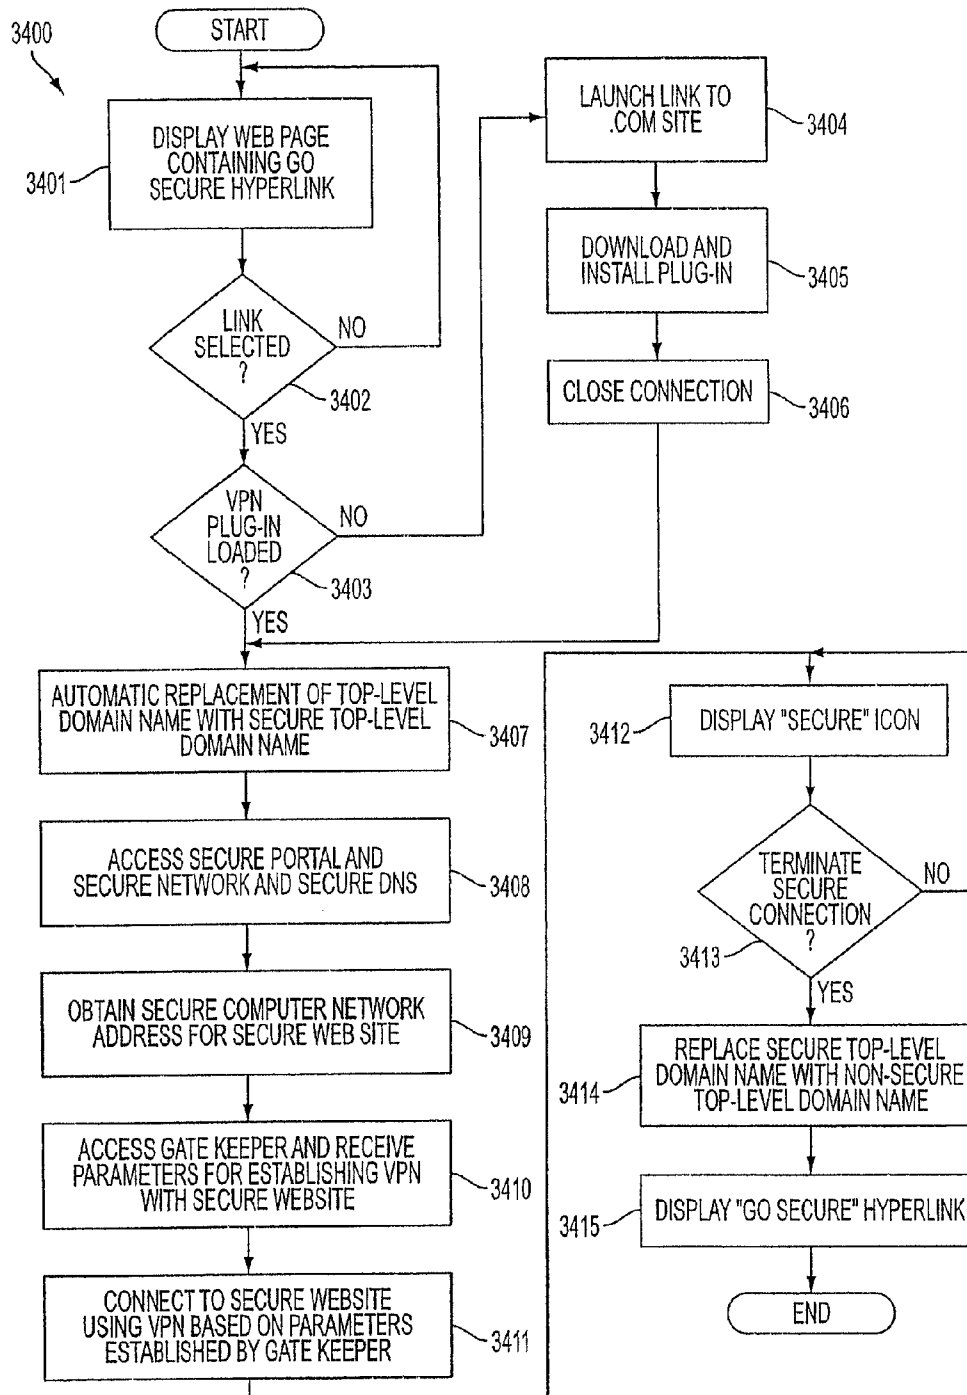 3400
START
3401
DISPLAY WEB PAGE
CONTAINING GO
SECURE HYPERLINK
LINK
SELECTED
?
NO
3402
YES
VPN
PLUG-IN
LOADED
?
NO
3403
YES
LAUNCH LINK TO
.COM SITE
3404
DOWNLOAD AND
INSTALL PLUG-IN
3405
CLOSE CONNECTION
3406
AUTOMATIC REPLACEMENT OF TOP-LEVEL
DOMAIN NAME WITH SECURE TOP-LEVEL
DOMAIN NAME
3407
ACCESS SECURE PORTAL AND
SECURE NETWORK AND SECURE DNS
3408
OBTAIN SECURE COMPUTER NETWORK
ADDRESS FOR SECURE WEB SITE
3409
ACCESS GATE KEEPER AND RECEIVE
PARAMETERS FOR ESTABLISHING VPN
WITH SECURE WEBSITE
3410
CONNECT TO SECURE WEBSITE
USING VPN BASED ON PARAMETERS
ESTABLISHED BY GATE KEEPER
3411
3412
DISPLAY "SECURE" ICON
TERMINATE
SECURE
CONNECTION
?
NO
3413
YES
REPLACE SECURE TOP-LEVEL
DOMAIN NAME WITH NON-SECURE
TOP-LEVEL DOMAIN NAME
3414
DISPLAY "GO SECURE" HYPERLINK
3415
END